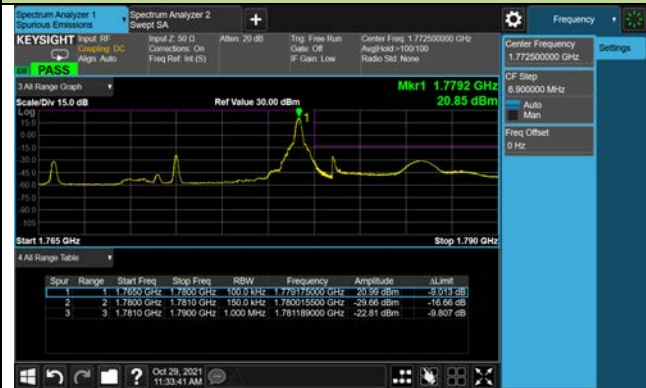 Spectrum Analyzer 1
Spurious Emissions
Spectrum Analyzer 2
Swept SA
+
Frequency
KEYSIGHT
Input: RF
Coupling: DC
Align: Auto
Input Z: 50 Ω
Corrections: On
Freq Ref: Int (S)
Atten: 20 dB
Trig: Free Run
Gate: Off
IF Gain: Low
Center Freq: 1.772500000 GHz
Avg|Hold:>100/100
Radio Std: None
PASS
Center Frequency
1.772500000 GHz
Settings
CF Step
6.900000 MHz
Auto
Man
Freq Offset
0 Hz
3 All Range Graph
Mkr1 1.7792 GHz
20.85 dBm
Scale/Div 15.0 dB
Ref Value 30.00 dBm
Log
15.0
0.00
-15.0
-30.0
-45.0
-60.0
-75.0
-90.0
-105
1
Start 1.765 GHz
Stop 1.790 GHz
4 All Range Table
Spur Range Start Freq Stop Freq RBW Frequency Amplitude ΔLimit
1 1 1.7650 GHz 1.7800 GHz 100.0 kHz 1.779175000 GHz 20.99 dBm -9.013 dB
2 2 1.7800 GHz 1.7810 GHz 150.0 kHz 1.780015500 GHz -29.66 dBm -16.66 dB
3 3 1.7810 GHz 1.7900 GHz 1.000 MHz 1.781189000 GHz -22.81 dBm -9.807 dB
?
Oct 29, 2021
11:33:41 AM